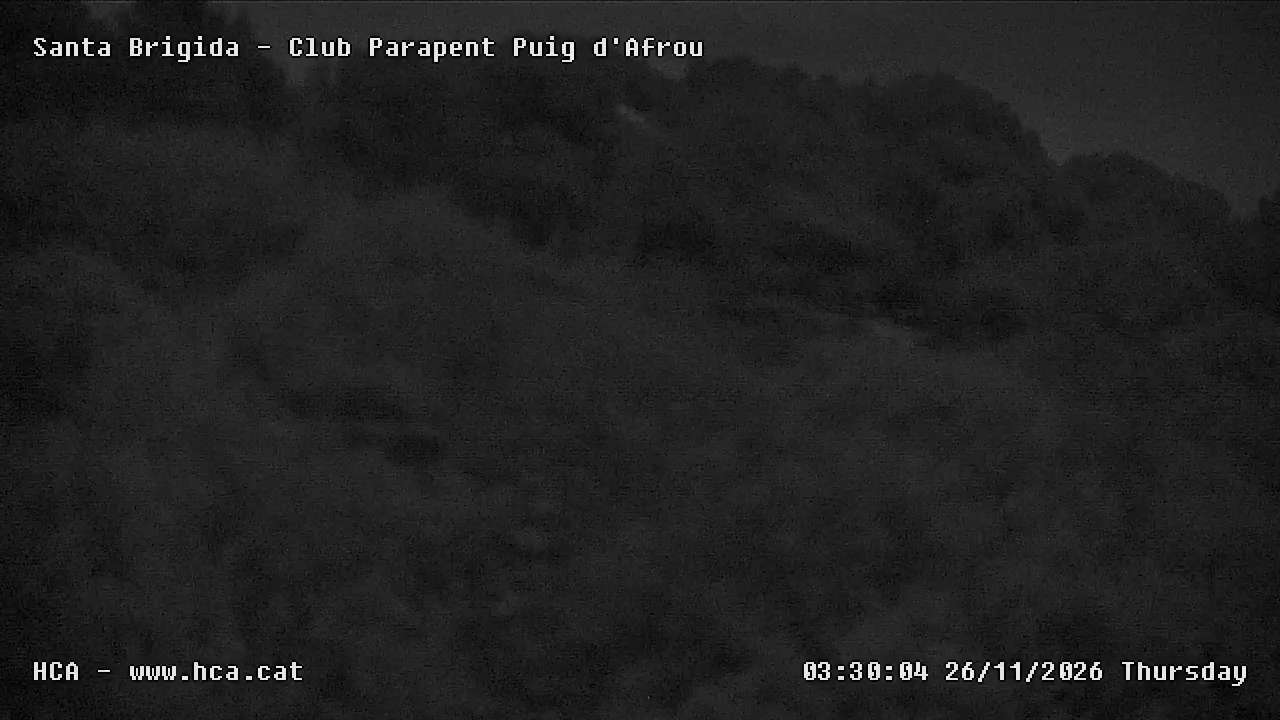 Santa Brigida - Club Parapent Puig d'Afrou
HCA - www.hca.cat
03:30:04 26/11/2026 Thursday